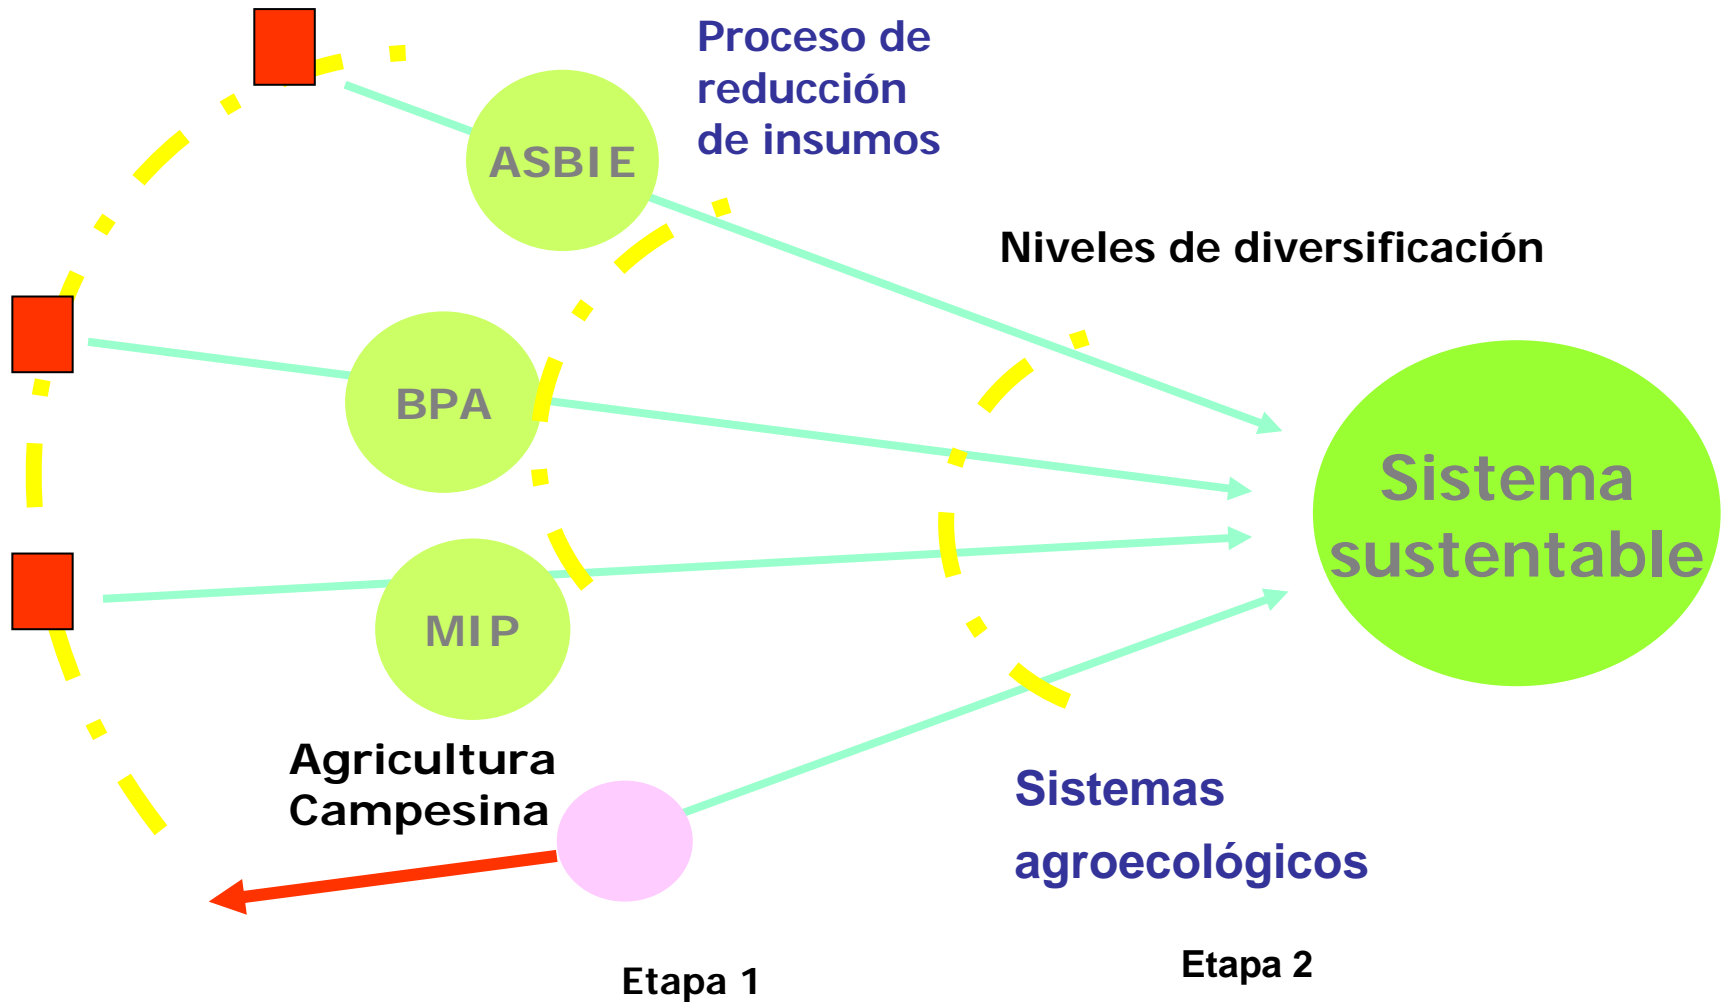 Proceso de
reducción
de insumos
ASBIE
Niveles de diversificación
BPA
Sistema
sustentable
MIP
Agricultura
Campesina
Sistemas
agroecológicos
Etapa 1
Etapa 2